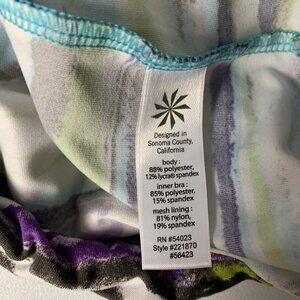 Designed in
Sonoma County,
California
body :
88% polyester,
12% lycra® spandex
inner bra :
85% polyester,
15% spandex
mesh lining :
81% nylon,
19% spandex
RN #54023
Style #221870
#56423